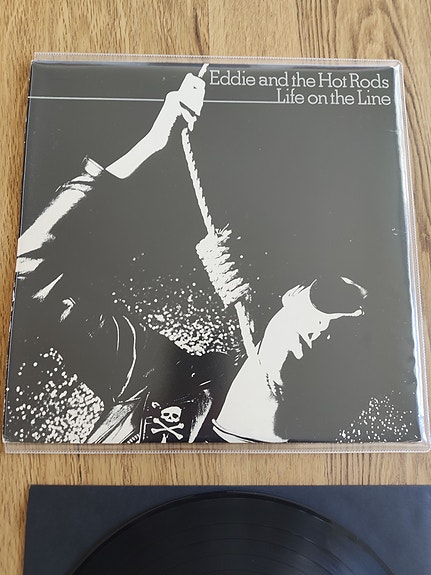 Eddie and the Hot Rods
Life on the Line